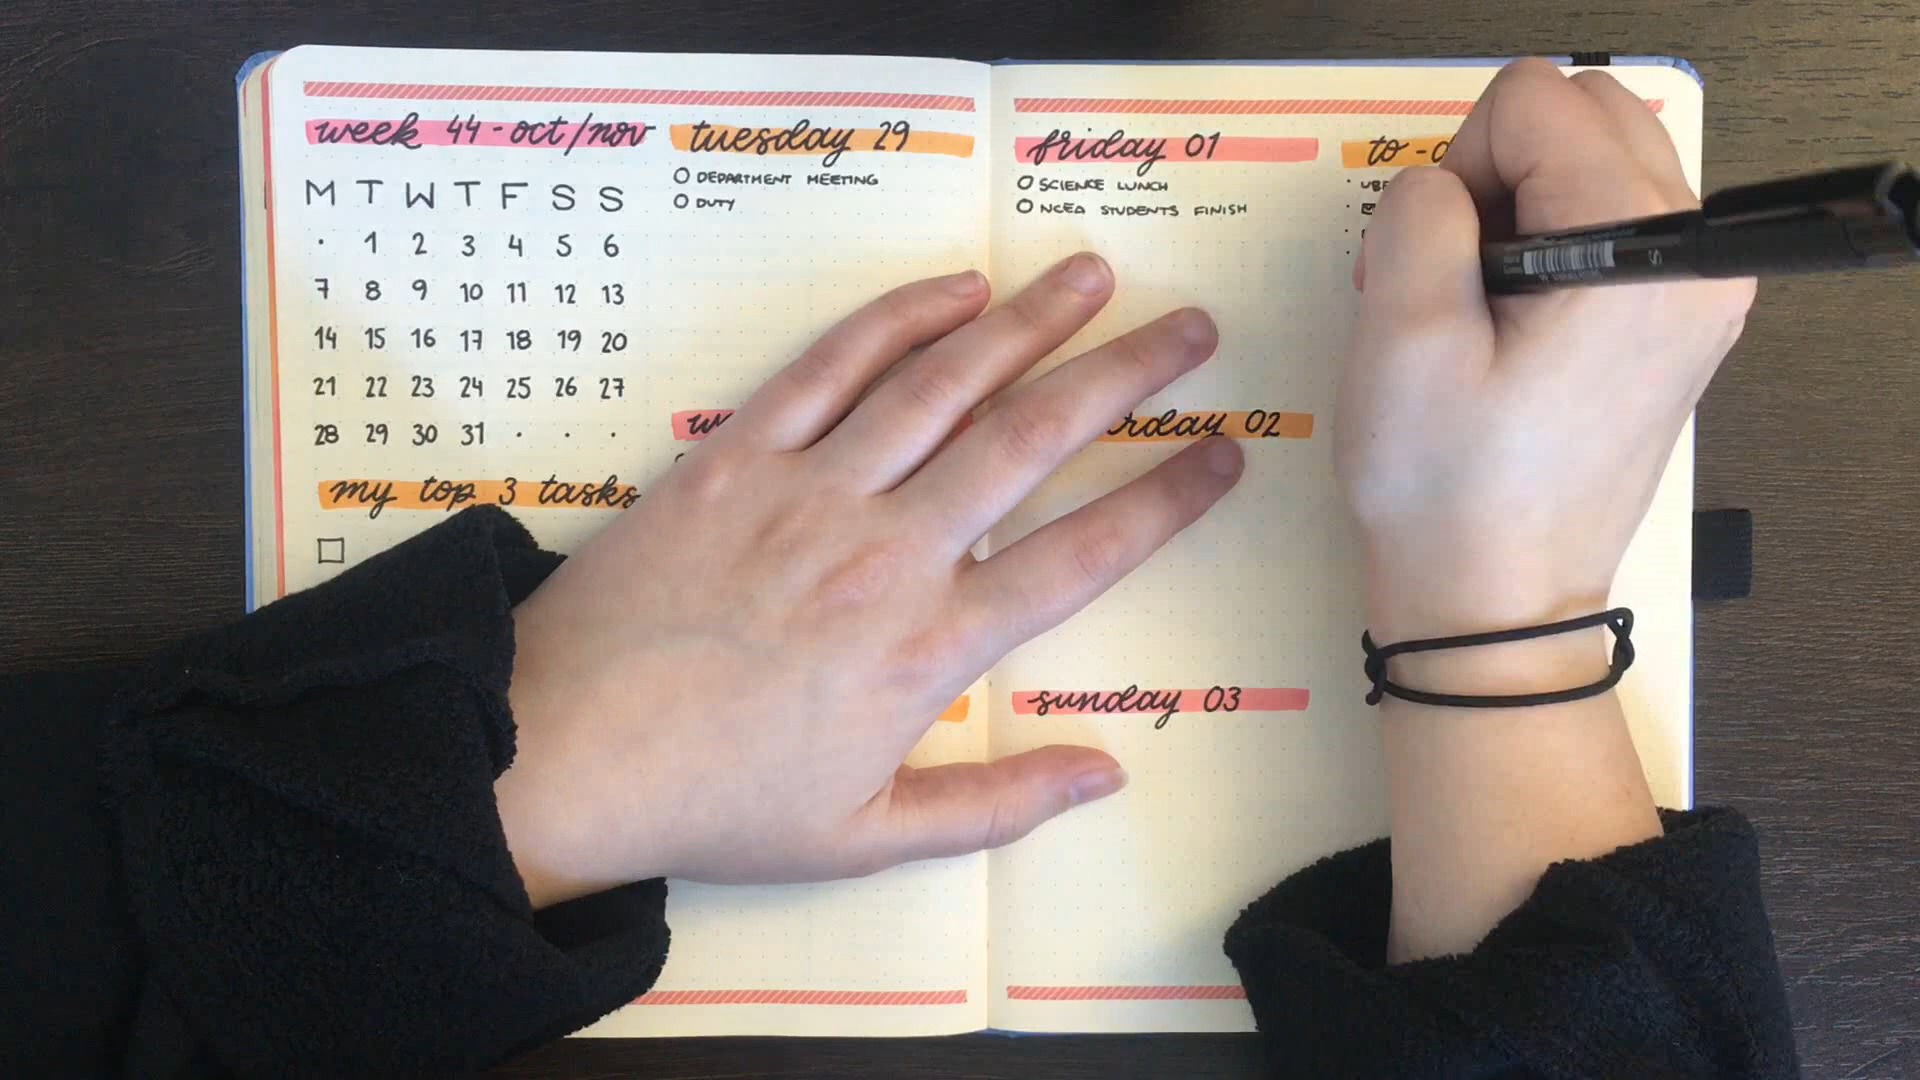 week 44 - oct/nov
M T W T F S S
· 1 2 3 4 5 6
7 8 9 10 11 12 13
14 15 16 17 18 19 20
21 22 23 24 25 26 27
28 29 30 31 · · ·
my top 3 tasks
tuesday 29
DEPARTMENT MEETING
DUTY
friday 01
SCIENCE LUNCH
NCEA STUDENTS FINISH
02
sunday 03
to-d